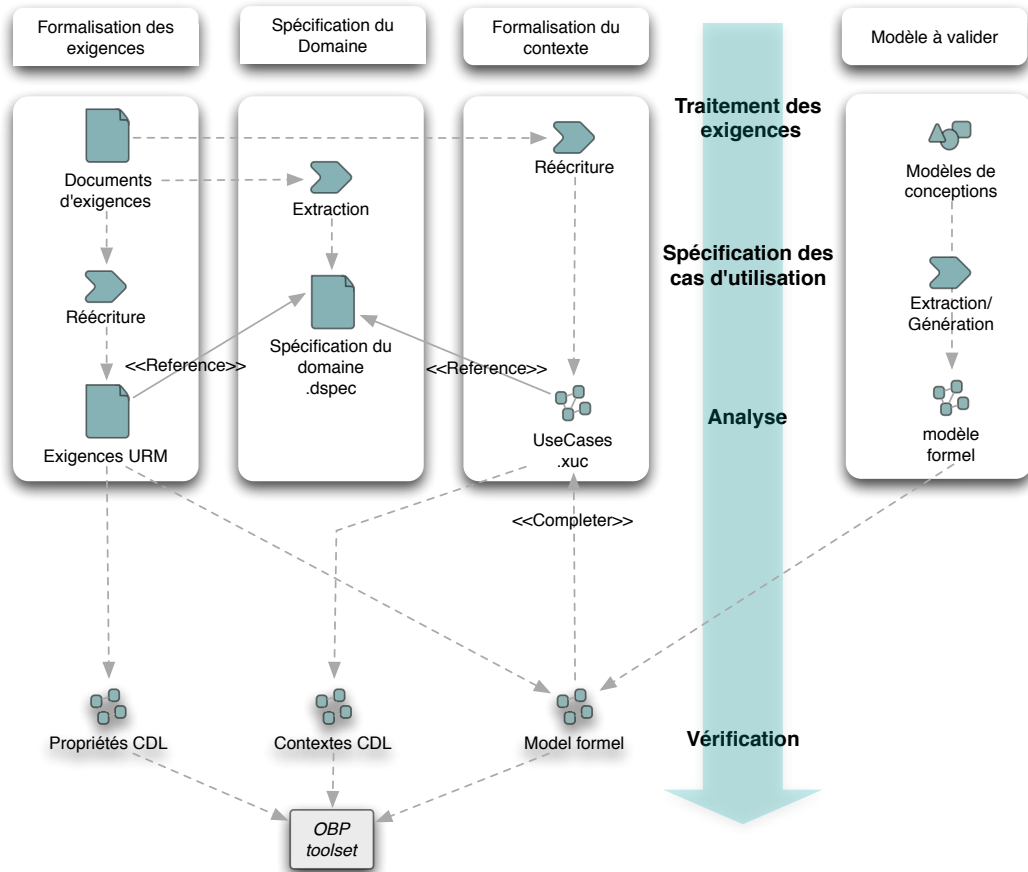 Formalisation des
exigences
Spécification du
Domaine
Formalisation du
contexte
Modèle à valider
Traitement des
exigences
Documents
d'exigences
Extraction
Réécriture
Modèles de
conceptions
Spécification des
cas d'utilisation
Réécriture
Extraction/
Génération
Spécification du
domaine
.dspec
<<Reference>>
<<Reference>>
Analyse
Exigences URM
UseCases
.xuc
modèle
formel
<<Completer>>
Propriétés CDL
Contextes CDL
Model formel
Vérification
OBP
toolset